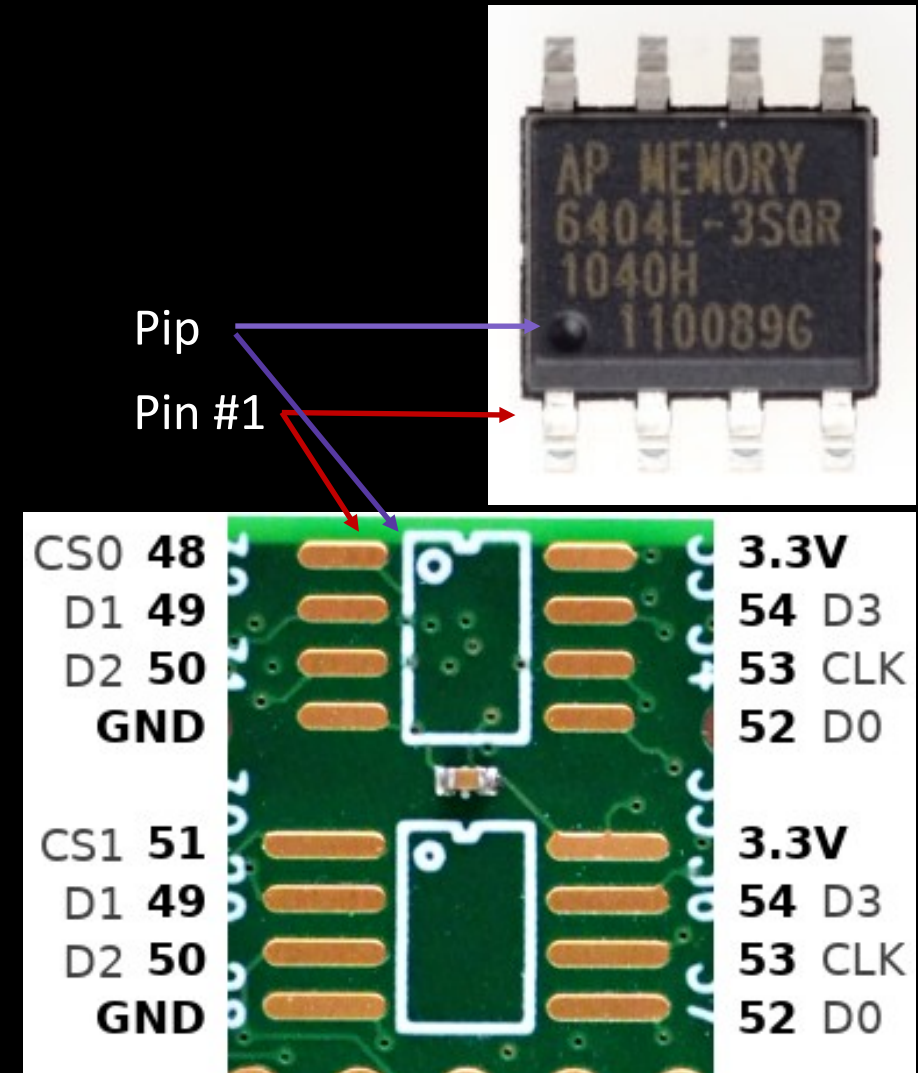 AP MEMORY
6404L-3SQR
1040H
110089G
Pip
Pin #1
CS0 48
3.3V
D1 49
54 D3
D2 50
53 CLK
GND
52 D0
CS1 51
3.3V
D1 49
54 D3
D2 50
53 CLK
GND
52 D0